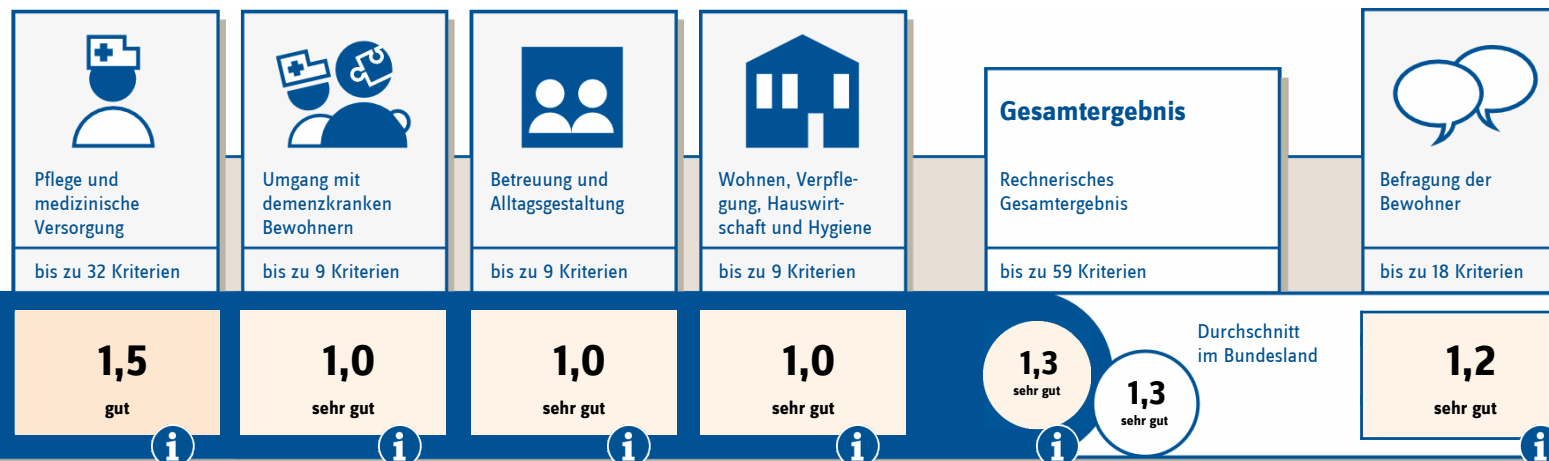 Pflege und
medizinische
Versorgung
bis zu 32 Kriterien
1,5
gut
i
Umgang mit
demenzkranken
Bewohnern
bis zu 9 Kriterien
1,0
sehr gut
i
Betreuung und
Alltagsgestaltung
bis zu 9 Kriterien
1,0
sehr gut
i
Wohnen, Verpfle-
gung, Hauswirt-
schaft und Hygiene
bis zu 9 Kriterien
1,0
sehr gut
i
Gesamtergebnis
Rechnerisches
Gesamtergebnis
bis zu 59 Kriterien
1,3
sehr gut
i
Durchschnitt
im Bundesland
1,3
sehr gut
Befragung der
Bewohner
bis zu 18 Kriterien
1,2
sehr gut
i